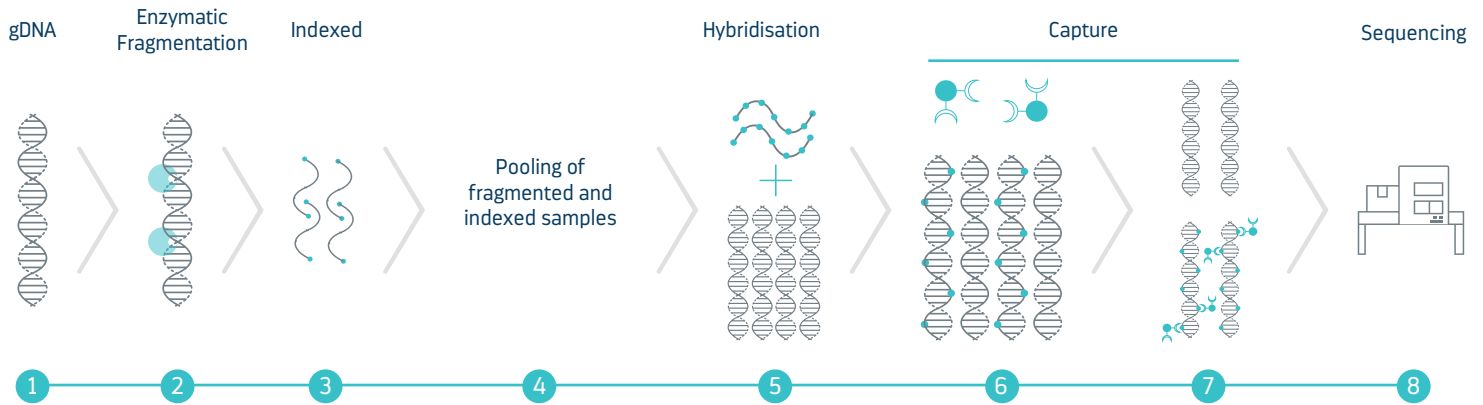 gDNA
Enzymatic
Fragmentation
Indexed
Pooling of
fragmented and
indexed samples
Hybridisation
Capture
Sequencing
1
2
3
4
5
6
7
8